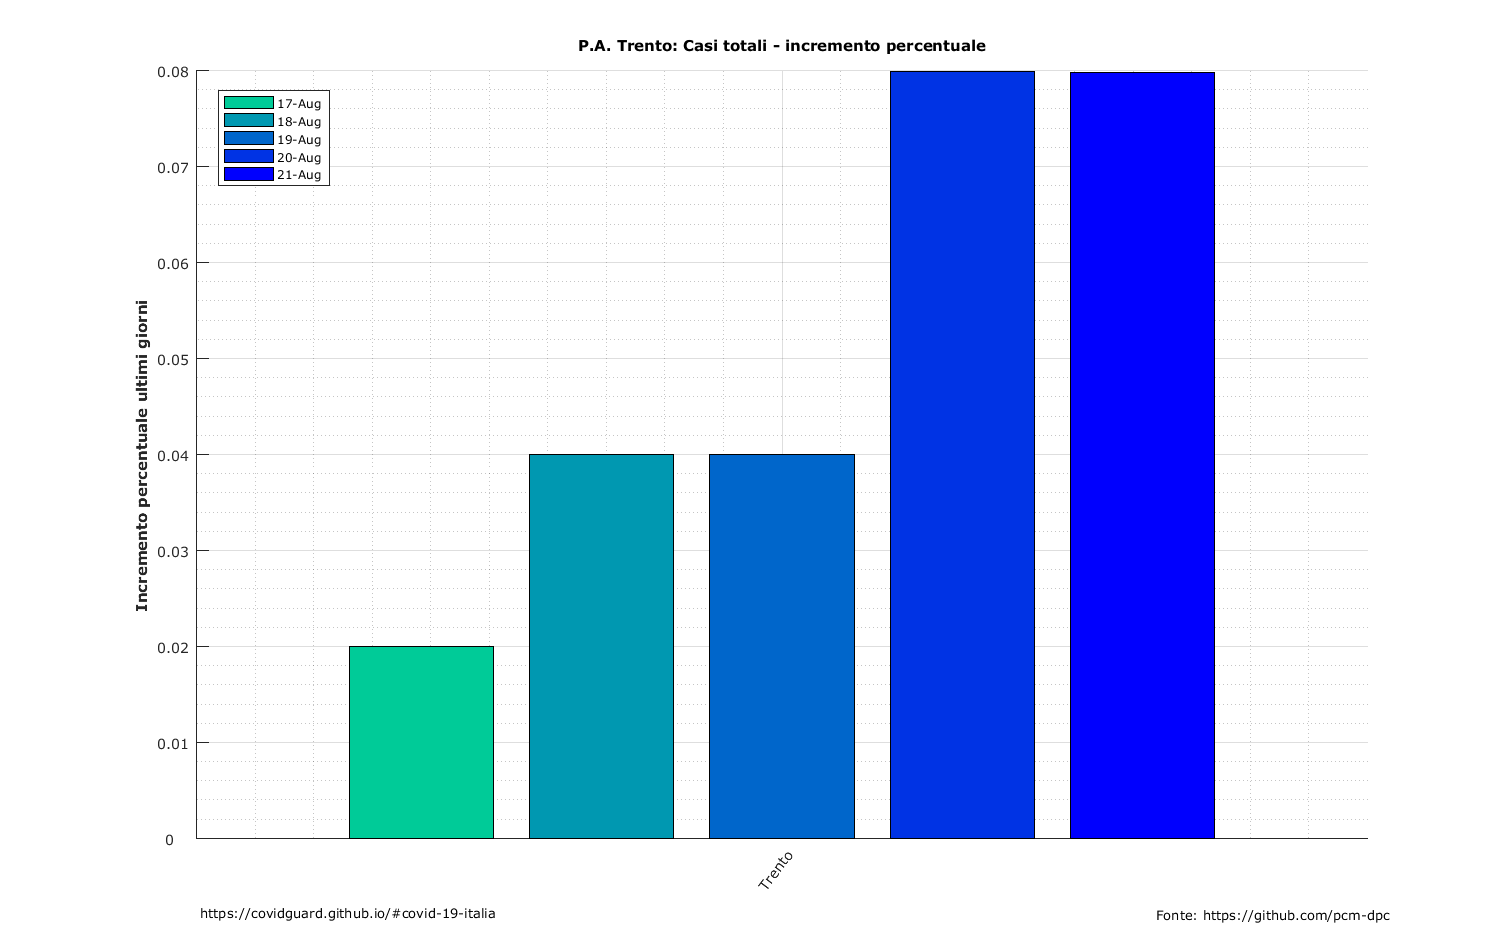 P.A. Trento: Casi totali - incremento percentuale
0.08
0.07
0.06
0.05
0.04
0.03
0.02
0.01
0
Incremento percentuale ultimi giorni
17-Aug
18-Aug
19-Aug
20-Aug
21-Aug
Trento
https://covidguard.github.io/#covid-19-italia
Fonte: https://github.com/pcm-dpc